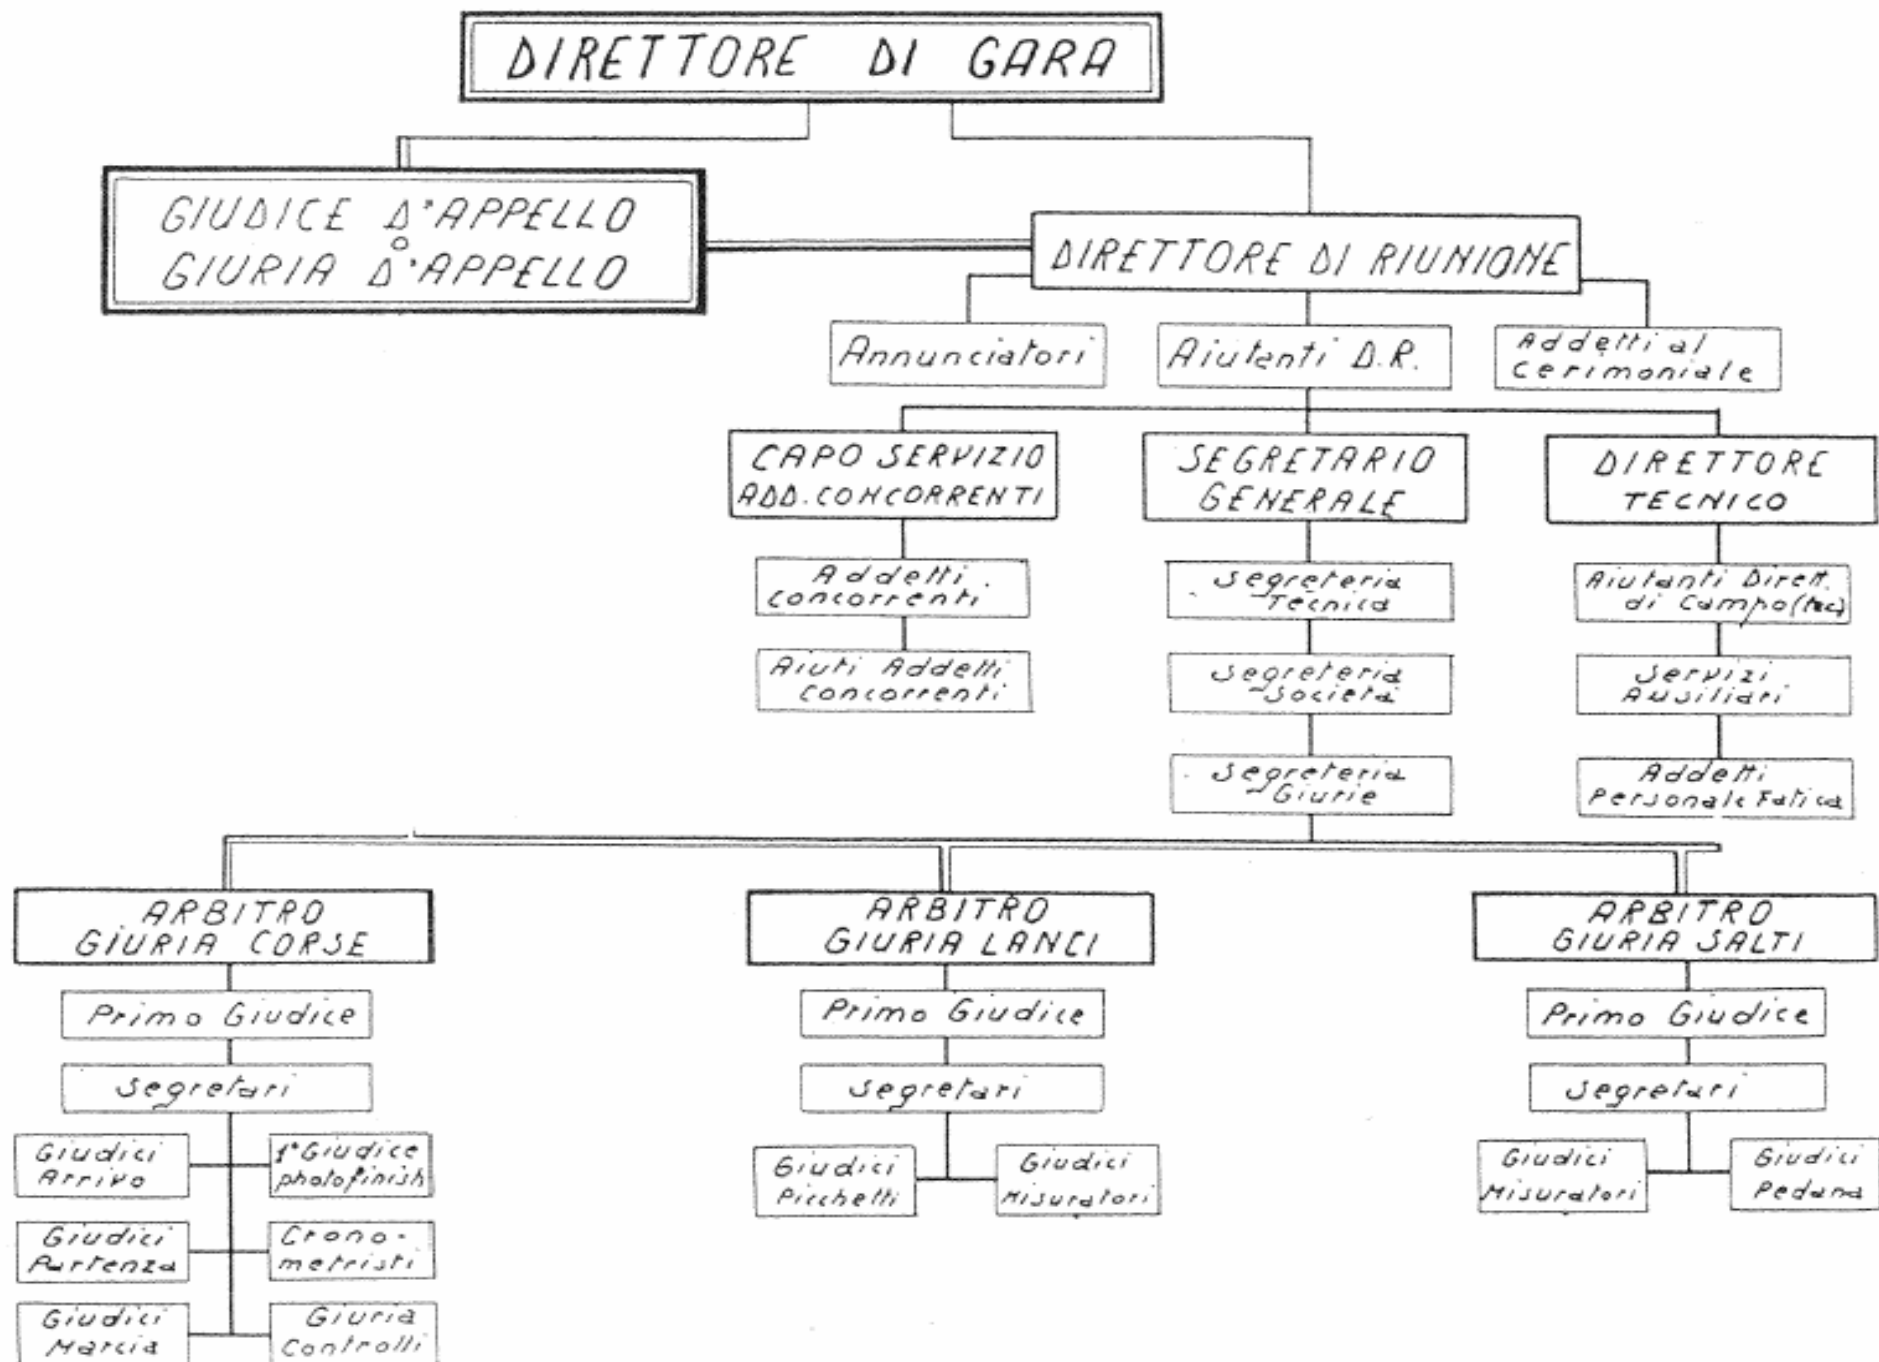 DIRETTORE DI GARA
GIUDICE D'APPELLO
O
GIURIA D'APPELLO
DIRETTORE DI RIUNIONE
Annunciatori
Aiutanti D.R.
Addetti al
Cerimoniale
CAPO SERVIZIO
ADD. CONCORRENTI
SEGRETARIO
GENERALE
DIRETTORE
TECNICO
Addetti
Concorrenti
Segreteria
Tecnica
Aiutanti Dirett.
di Campo (tec)
Aiuti Addetti
Concorrenti
Segreteria
Società
Servizi
Ausiliari
Segreteria
Giurie
Addetti
Personale Fatica
ARBITRO
GIURIA CORSE
ARBITRO
GIURIA LANCI
ARBITRO
GIURIA SALTI
Primo Giudice
Primo Giudice
Primo Giudice
Segretari
Segretari
Segretari
Giudici
Arrivo
1° Giudice
photofinish
Giudici
Picchetti
Giudici
Misuratori
Giudici
Misuratori
Giudici
Pedana
Giudici
Partenza
Crono-
metristi
Giudici
Marcia
Giuria
Controlli